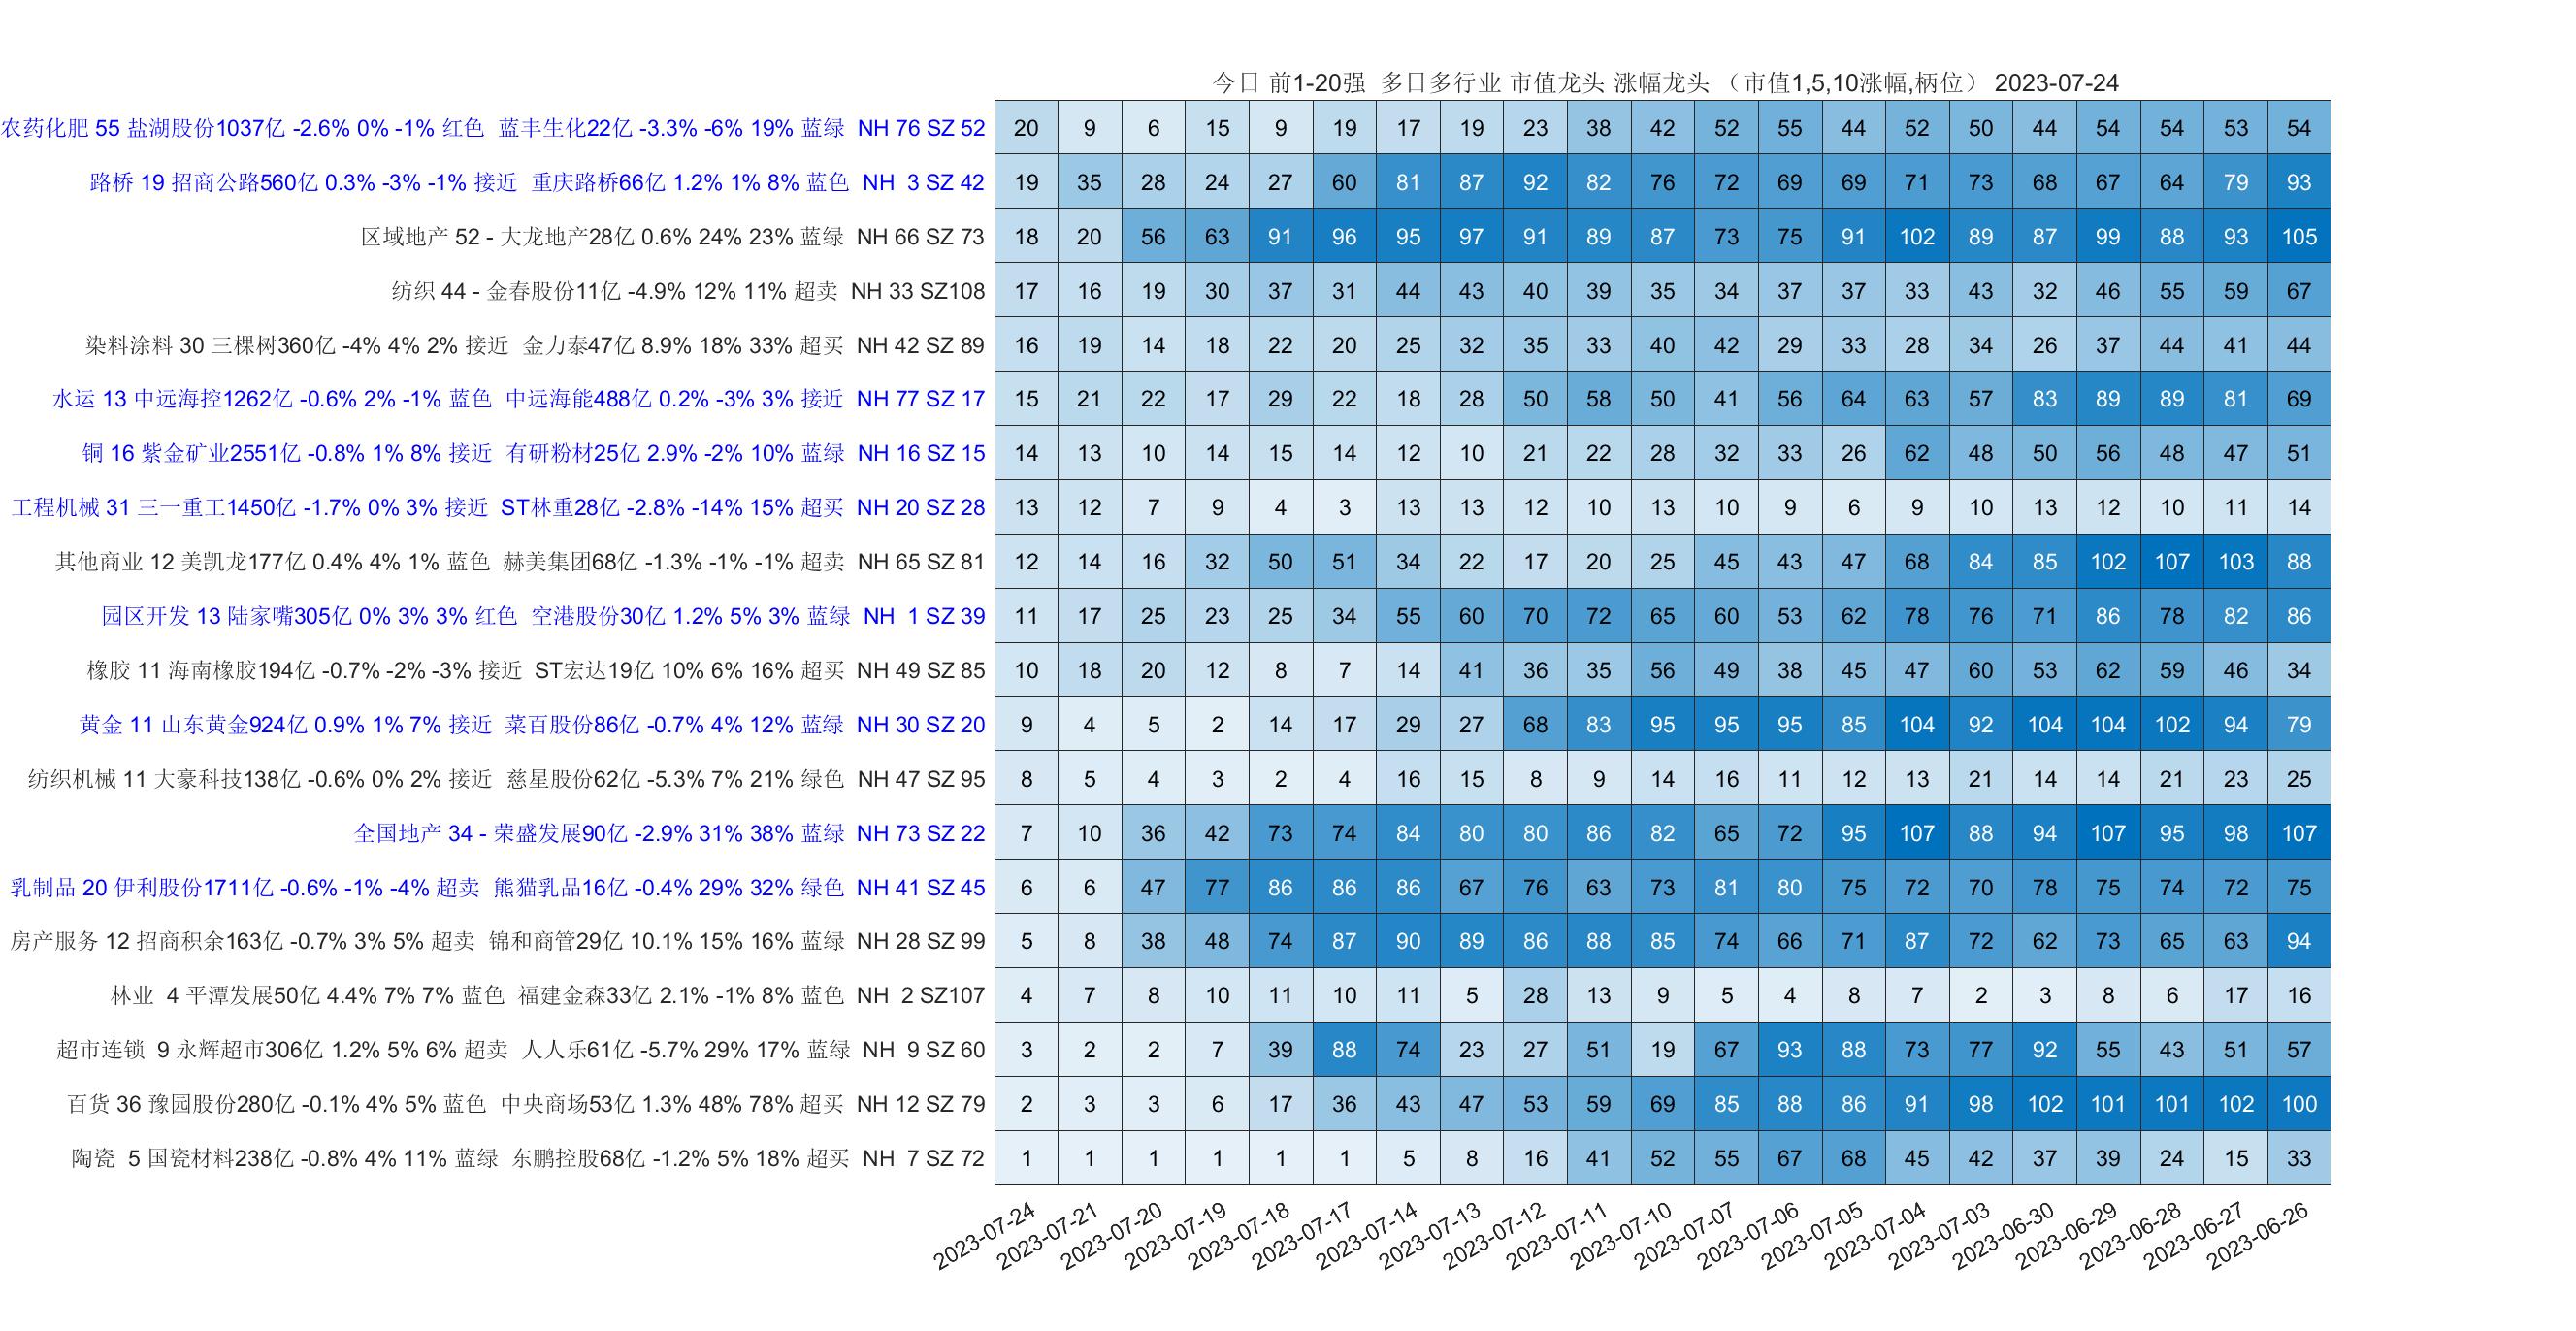 今日 前1-20强  多日多行业 市值龙头 涨幅龙头 （市值1,5,10涨幅,柄位） 2023-07-24
农药化肥 55 盐湖股份1037亿 -2.6% 0% -1% 红色  蓝丰生化22亿 -3.3% -6% 19% 蓝绿  NH 76 SZ 52 20 9 6 15 9 19 17 19 23 38 42 52 55 44 52 50 44 54 54 53 54
路桥 19 招商公路560亿 0.3% -3% -1% 接近  重庆路桥66亿 1.2% 1% 8% 蓝色  NH  3 SZ 42 19 35 28 24 27 60 81 87 92 82 76 72 69 69 71 73 68 67 64 79 93
区域地产 52 - 大龙地产28亿 0.6% 24% 23% 蓝绿  NH 66 SZ 73 18 20 56 63 91 96 95 97 91 89 87 73 75 91 102 89 87 99 88 93 105
纺织 44 - 金春股份11亿 -4.9% 12% 11% 超卖  NH 33 SZ108 17 16 19 30 37 31 44 43 40 39 35 34 37 37 33 43 32 46 55 59 67
染料涂料 30 三棵树360亿 -4% 4% 2% 接近  金力泰47亿 8.9% 18% 33% 超买  NH 42 SZ 89 16 19 14 18 22 20 25 32 35 33 40 42 29 33 28 34 26 37 44 41 44
水运 13 中远海控1262亿 -0.6% 2% -1% 蓝色  中远海能488亿 0.2% -3% 3% 接近  NH 77 SZ 17 15 21 22 17 29 22 18 28 50 58 50 41 56 64 63 57 83 89 89 81 69
铜 16 紫金矿业2551亿 -0.8% 1% 8% 接近  有研粉材25亿 2.9% -2% 10% 蓝绿  NH 16 SZ 15 14 13 10 14 15 14 12 10 21 22 28 32 33 26 62 48 50 56 48 47 51
工程机械 31 三一重工1450亿 -1.7% 0% 3% 接近  ST林重28亿 -2.8% -14% 15% 超买  NH 20 SZ 28 13 12 7 9 4 3 13 13 12 10 13 10 9 6 9 10 13 12 10 11 14
其他商业 12 美凯龙177亿 0.4% 4% 1% 蓝色  赫美集团68亿 -1.3% -1% -1% 超卖  NH 65 SZ 81 12 14 16 32 50 51 34 22 17 20 25 45 43 47 68 84 85 102 107 103 88
园区开发 13 陆家嘴305亿 0% 3% 3% 红色  空港股份30亿 1.2% 5% 3% 蓝绿  NH  1 SZ 39 11 17 25 23 25 34 55 60 70 72 65 60 53 62 78 76 71 86 78 82 86
橡胶 11 海南橡胶194亿 -0.7% -2% -3% 接近  ST宏达19亿 10% 6% 16% 超买  NH 49 SZ 85 10 18 20 12 8 7 14 41 36 35 56 49 38 45 47 60 53 62 59 46 34
黄金 11 山东黄金924亿 0.9% 1% 7% 接近  菜百股份86亿 -0.7% 4% 12% 蓝绿  NH 30 SZ 20 9 4 5 2 14 17 29 27 68 83 95 95 95 85 104 92 104 104 102 94 79
纺织机械 11 大豪科技138亿 -0.6% 0% 2% 接近  慈星股份62亿 -5.3% 7% 21% 绿色  NH 47 SZ 95 8 5 4 3 2 4 16 15 8 9 14 16 11 12 13 21 14 14 21 23 25
全国地产 34 - 荣盛发展90亿 -2.9% 31% 38% 蓝绿  NH 73 SZ 22 7 10 36 42 73 74 84 80 80 86 82 65 72 95 107 88 94 107 95 98 107
乳制品 20 伊利股份1711亿 -0.6% -1% -4% 超卖  熊猫乳品16亿 -0.4% 29% 32% 绿色  NH 41 SZ 45 6 6 47 77 86 86 86 67 76 63 73 81 80 75 72 70 78 75 74 72 75
房产服务 12 招商积余163亿 -0.7% 3% 5% 超卖  锦和商管29亿 10.1% 15% 16% 蓝绿  NH 28 SZ 99 5 8 38 48 74 87 90 89 86 88 85 74 66 71 87 72 62 73 65 63 94
林业  4 平潭发展50亿 4.4% 7% 7% 蓝色  福建金森33亿 2.1% -1% 8% 蓝色  NH  2 SZ107 4 7 8 10 11 10 11 5 28 13 9 5 4 8 7 2 3 8 6 17 16
超市连锁  9 永辉超市306亿 1.2% 5% 6% 超卖  人人乐61亿 -5.7% 29% 17% 蓝绿  NH  9 SZ 60 3 2 2 7 39 88 74 23 27 51 19 67 93 88 73 77 92 55 43 51 57
百货 36 豫园股份280亿 -0.1% 4% 5% 蓝色  中央商场53亿 1.3% 48% 78% 超买  NH 12 SZ 79 2 3 3 6 17 36 43 47 53 59 69 85 88 86 91 98 102 101 101 102 100
陶瓷  5 国瓷材料238亿 -0.8% 4% 11% 蓝绿  东鹏控股68亿 -1.2% 5% 18% 超买  NH  7 SZ 72 1 1 1 1 1 1 5 8 16 41 52 55 67 68 45 42 37 39 24 15 33
2023-07-24 2023-07-21 2023-07-20 2023-07-19 2023-07-18 2023-07-17 2023-07-14 2023-07-13 2023-07-12 2023-07-11 2023-07-10 2023-07-07 2023-07-06 2023-07-05 2023-07-04 2023-07-03 2023-06-30 2023-06-29 2023-06-28 2023-06-27 2023-06-26